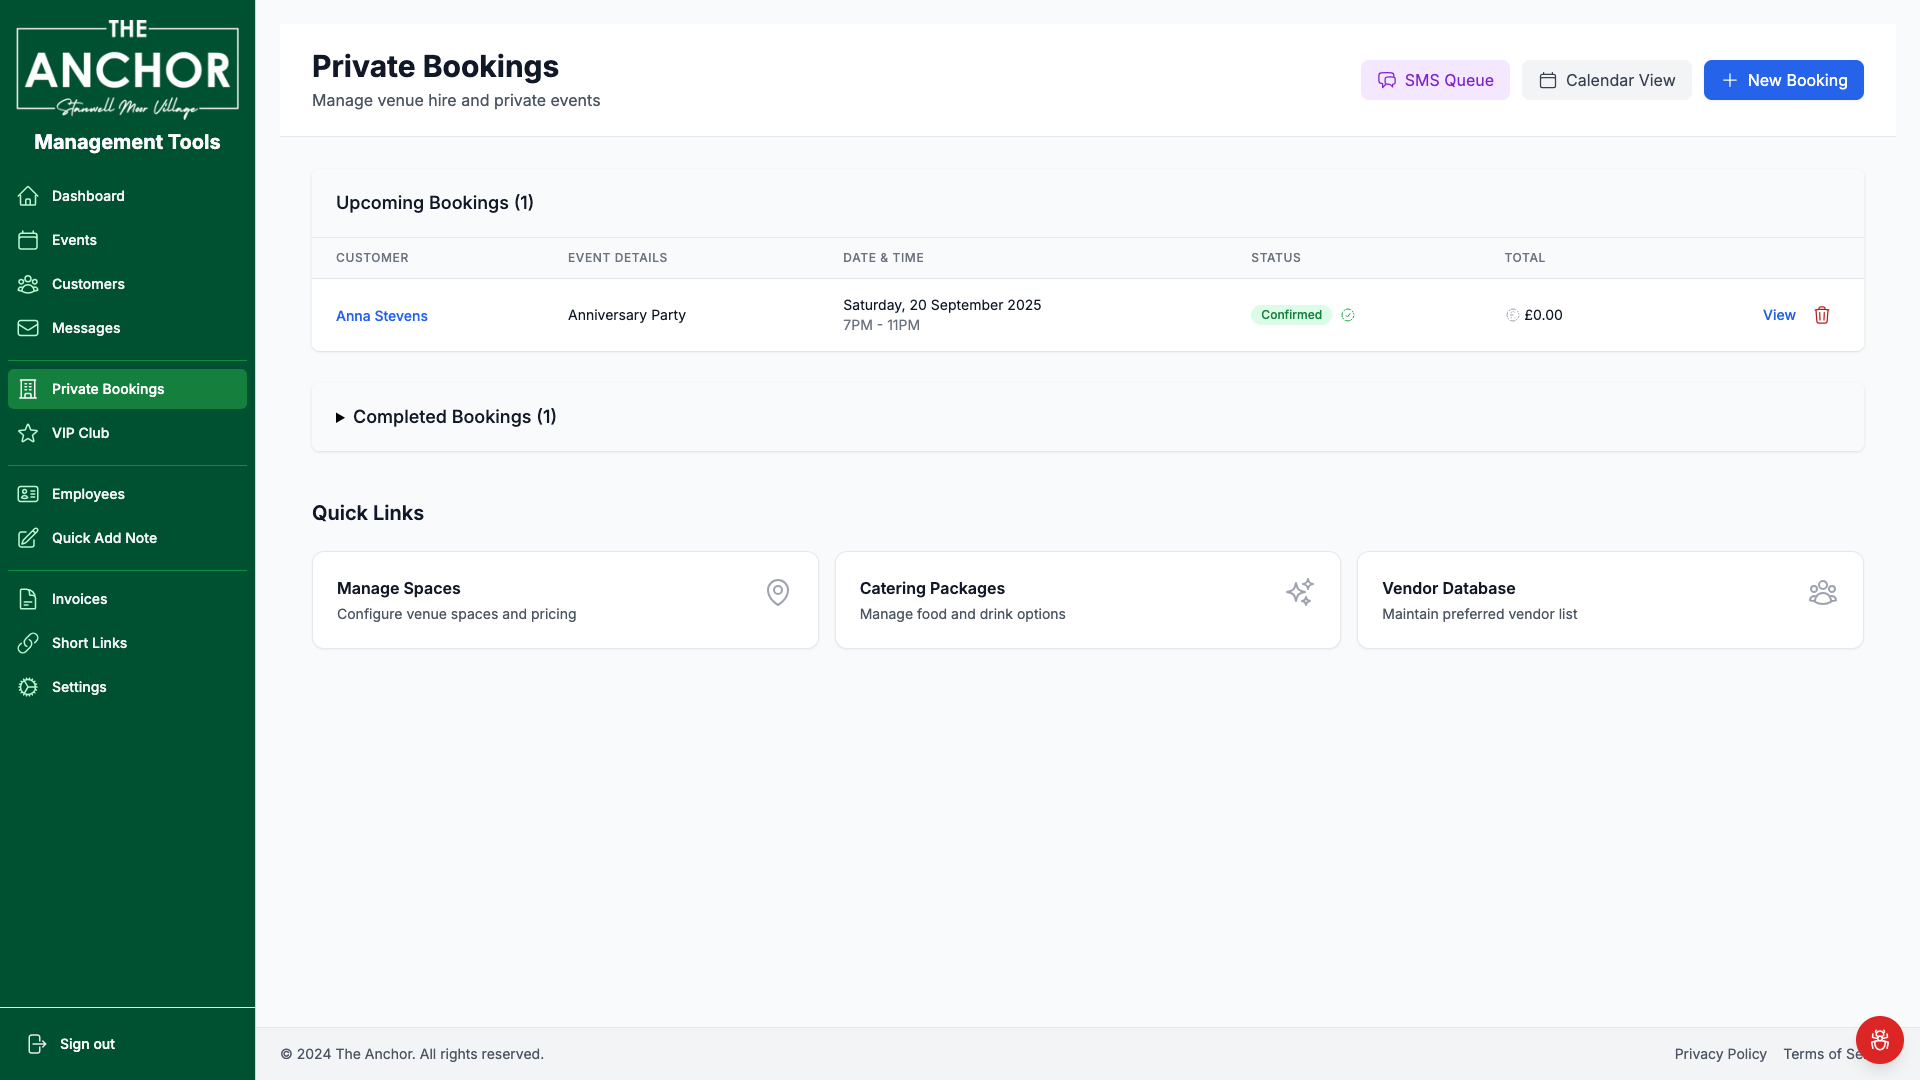 THE
ANCHOR
Stanwell Moor Village
Management Tools
Dashboard
Events
Customers
Messages
Private Bookings
VIP Club
Employees
Quick Add Note
Invoices
Short Links
Settings
Sign out
Private Bookings
Manage venue hire and private events
SMS Queue
Calendar View
New Booking
Upcoming Bookings (1)
CUSTOMER EVENT DETAILS DATE & TIME STATUS TOTAL
Anna Stevens Anniversary Party Saturday, 20 September 2025 Confirmed £0.00 View
7PM - 11PM
Completed Bookings (1)
Quick Links
Manage Spaces
Configure venue spaces and pricing
Catering Packages
Manage food and drink options
Vendor Database
Maintain preferred vendor list
© 2024 The Anchor. All rights reserved.
Privacy Policy Terms of Se